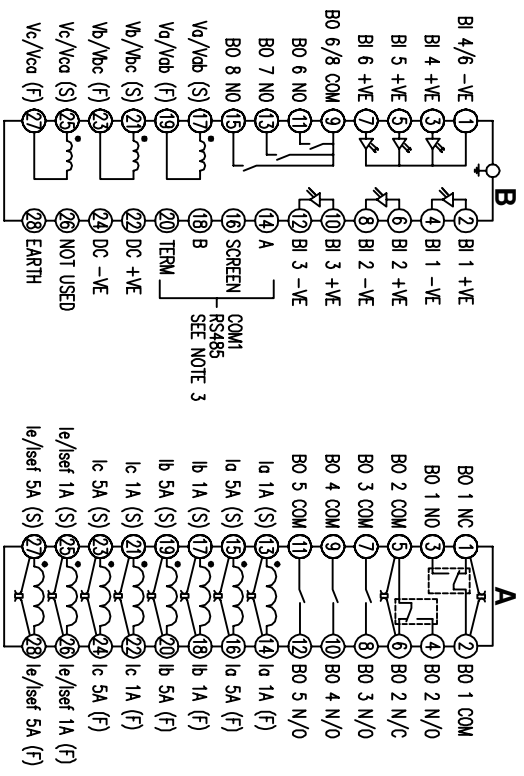 B
BI 4/6 -VE 1
BI 4 +VE 3
BI 5 +VE 5
BI 6 +VE 7
BO 6/8 COM 9
BO 6 NO 11
BO 7 NO 13
BO 8 NO 15
Va/Vab (S) 17
Va/Vab (F) 19
Vb/Vbc (S) 21
Vb/Vbc (F) 23
Vc/Vca (S) 25
Vc/Vca (F) 27
2 BI 1 +VE
4 BI 1 -VE
6 BI 2 +VE
8 BI 2 -VE
10 BI 3 +VE
12 BI 3 -VE
14 A
16 SCREEN
18 B
20 TERM
22 DC +VE
24 DC -VE
26 NOT USED
28 EARTH
COM1
RS485
SEE NOTE 3
A
BO 1 NC 1
BO 1 NO 3
BO 2 COM 5
BO 3 COM 7
BO 4 COM 9
BO 5 COM 11
Ia 1A (S) 13
Ia 5A (S) 15
Ib 1A (S) 17
Ib 5A (S) 19
Ic 1A (S) 21
Ic 5A (S) 23
Ie/Isef 1A (S) 25
Ie/Isef 5A (S) 27
2 BO 1 COM
4 BO 2 N/O
6 BO 2 N/C
8 BO 3 N/O
10 BO 4 N/O
12 BO 5 N/O
14 Ia 1A (F)
16 Ia 5A (F)
18 Ib 1A (F)
20 Ib 5A (F)
22 Ic 1A (F)
24 Ic 5A (F)
26 Ie/Isef 1A (F)
28 Ie/Isef 5A (F)